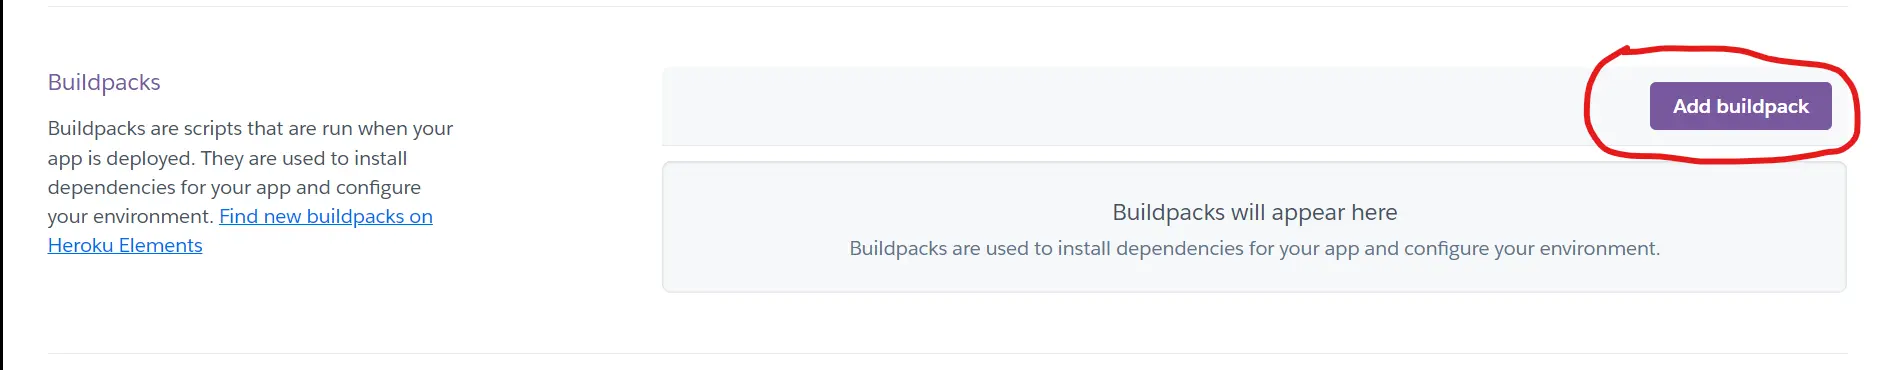 Buildpacks
Buildpacks are scripts that are run when your
app is deployed. They are used to install
dependencies for your app and configure
your environment. Find new buildpacks on
Heroku Elements
Add buildpack
Buildpacks will appear here
Buildpacks are used to install dependencies for your app and configure your environment.